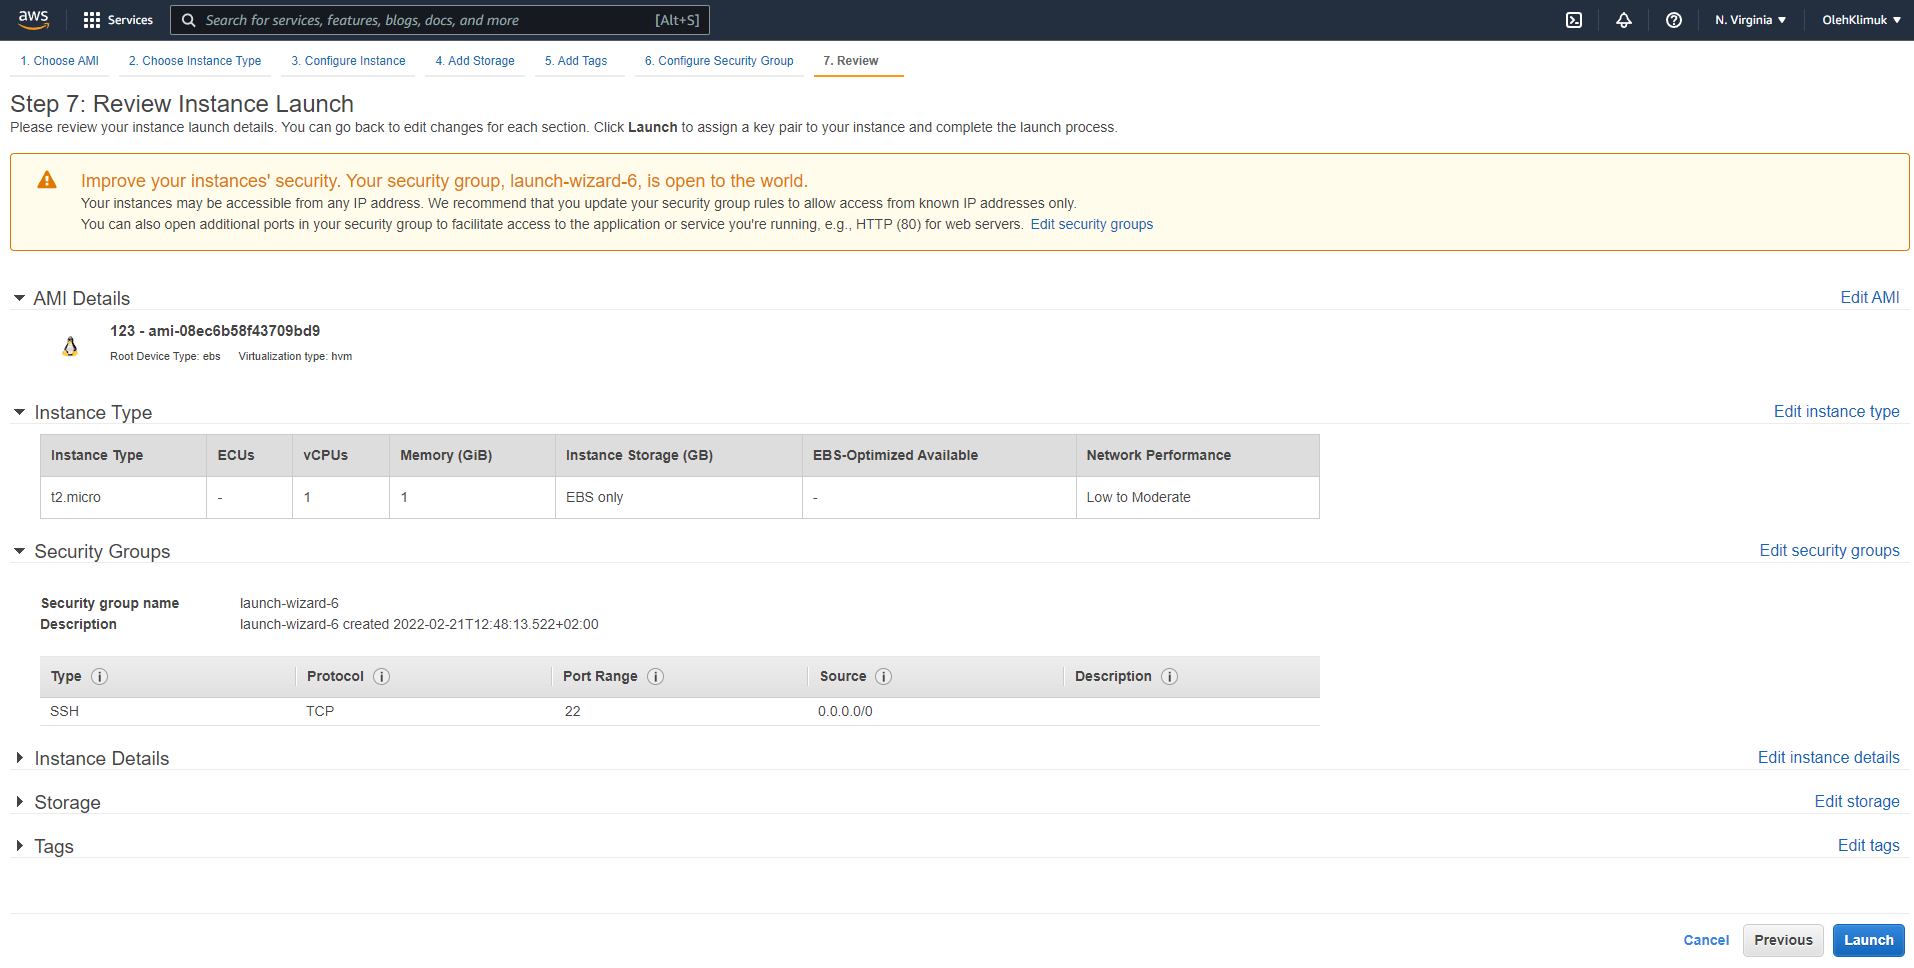 aws Services Search for services, features, blogs, docs, and more [Alt+S] N. Virginia OlehKlimuk
1. Choose AMI 2. Choose Instance Type 3. Configure Instance 4. Add Storage 5. Add Tags 6. Configure Security Group 7. Review
Step 7: Review Instance Launch
Please review your instance launch details. You can go back to edit changes for each section. Click Launch to assign a key pair to your instance and complete the launch process.
Improve your instances' security. Your security group, launch-wizard-6, is open to the world.
Your instances may be accessible from any IP address. We recommend that you update your security group rules to allow access from known IP addresses only.
You can also open additional ports in your security group to facilitate access to the application or service you're running, e.g., HTTP (80) for web servers. Edit security groups
AMI Details Edit AMI
123 - ami-08ec6b58f43709bd9
Root Device Type: ebs Virtualization type: hvm
Instance Type Edit instance type
Instance Type ECUs vCPUs Memory (GiB) Instance Storage (GB) EBS-Optimized Available Network Performance
t2.micro - 1 1 EBS only - Low to Moderate
Security Groups Edit security groups
Security group name launch-wizard-6
Description launch-wizard-6 created 2022-02-21T12:48:13.522+02:00
Type i Protocol i Port Range i Source i Description i
SSH TCP 22 0.0.0.0/0
Instance Details Edit instance details
Storage Edit storage
Tags Edit tags
Cancel Previous Launch